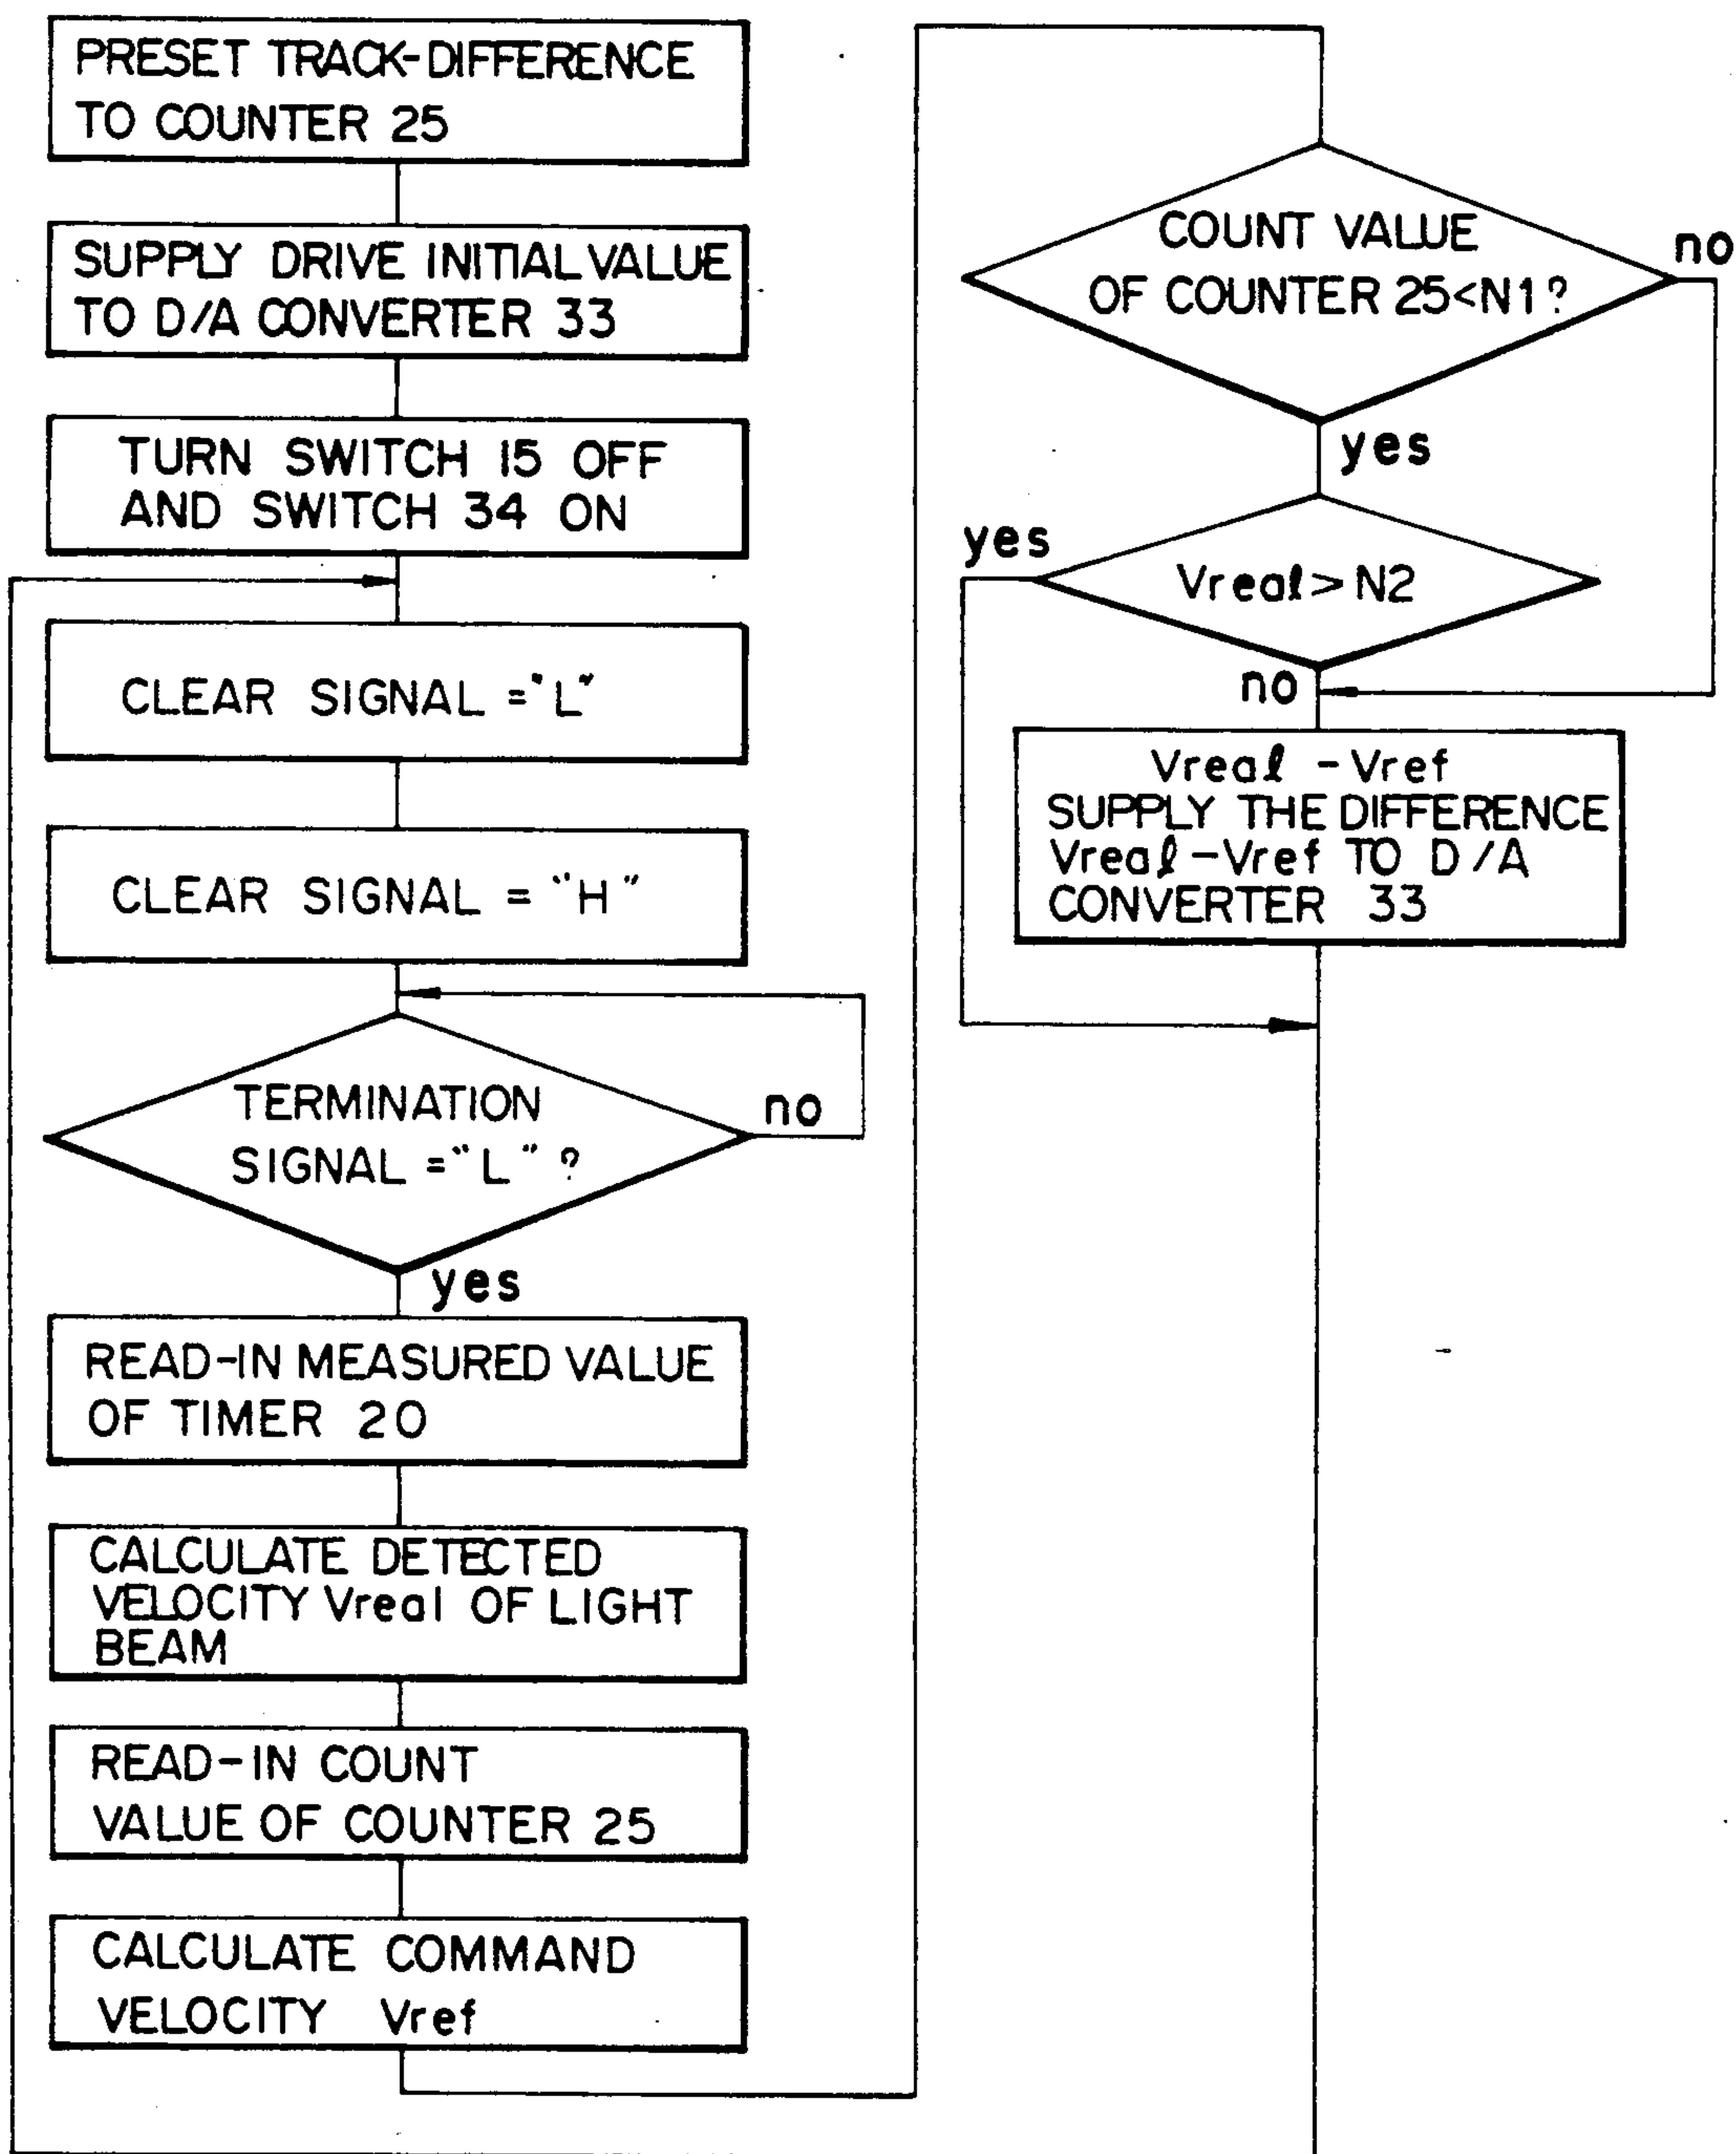 PRESET TRACK-DIFFERENCE
TO COUNTER 25
SUPPLY DRIVE INITIAL VALUE
TO D/A CONVERTER 33
TURN SWITCH 15 OFF
AND SWITCH 34 ON
CLEAR SIGNAL = "L"
CLEAR SIGNAL = "H"
TERMINATION
SIGNAL = "L" ?
no
yes
READ-IN MEASURED VALUE
OF TIMER 20
CALCULATE DETECTED
VELOCITY Vreal OF LIGHT
BEAM
READ-IN COUNT
VALUE OF COUNTER 25
CALCULATE COMMAND
VELOCITY Vref
COUNT VALUE
OF COUNTER 25<N1?
no
yes
yes
Vreal > N2
no
Vreal - Vref
SUPPLY THE DIFFERENCE
Vreal-Vref TO D/A
CONVERTER 33